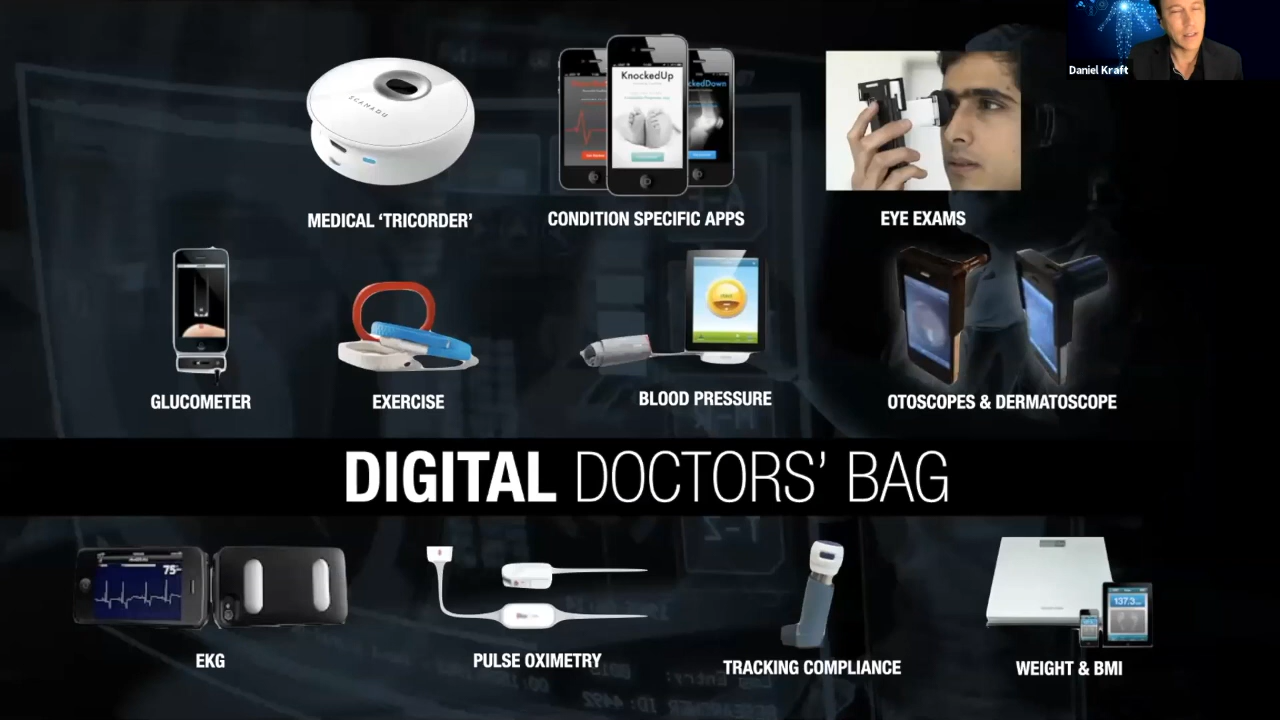 Daniel Kraft
SCANADU
KnockedUp
ckedDown
MEDICAL ‘TRICORDER’
CONDITION SPECIFIC APPS
EYE EXAMS
GLUCOMETER
EXERCISE
BLOOD PRESSURE
OTOSCOPES & DERMATOSCOPE
DIGITAL DOCTORS’ BAG
75
137.3
EKG
PULSE OXIMETRY
TRACKING COMPLIANCE
WEIGHT & BMI